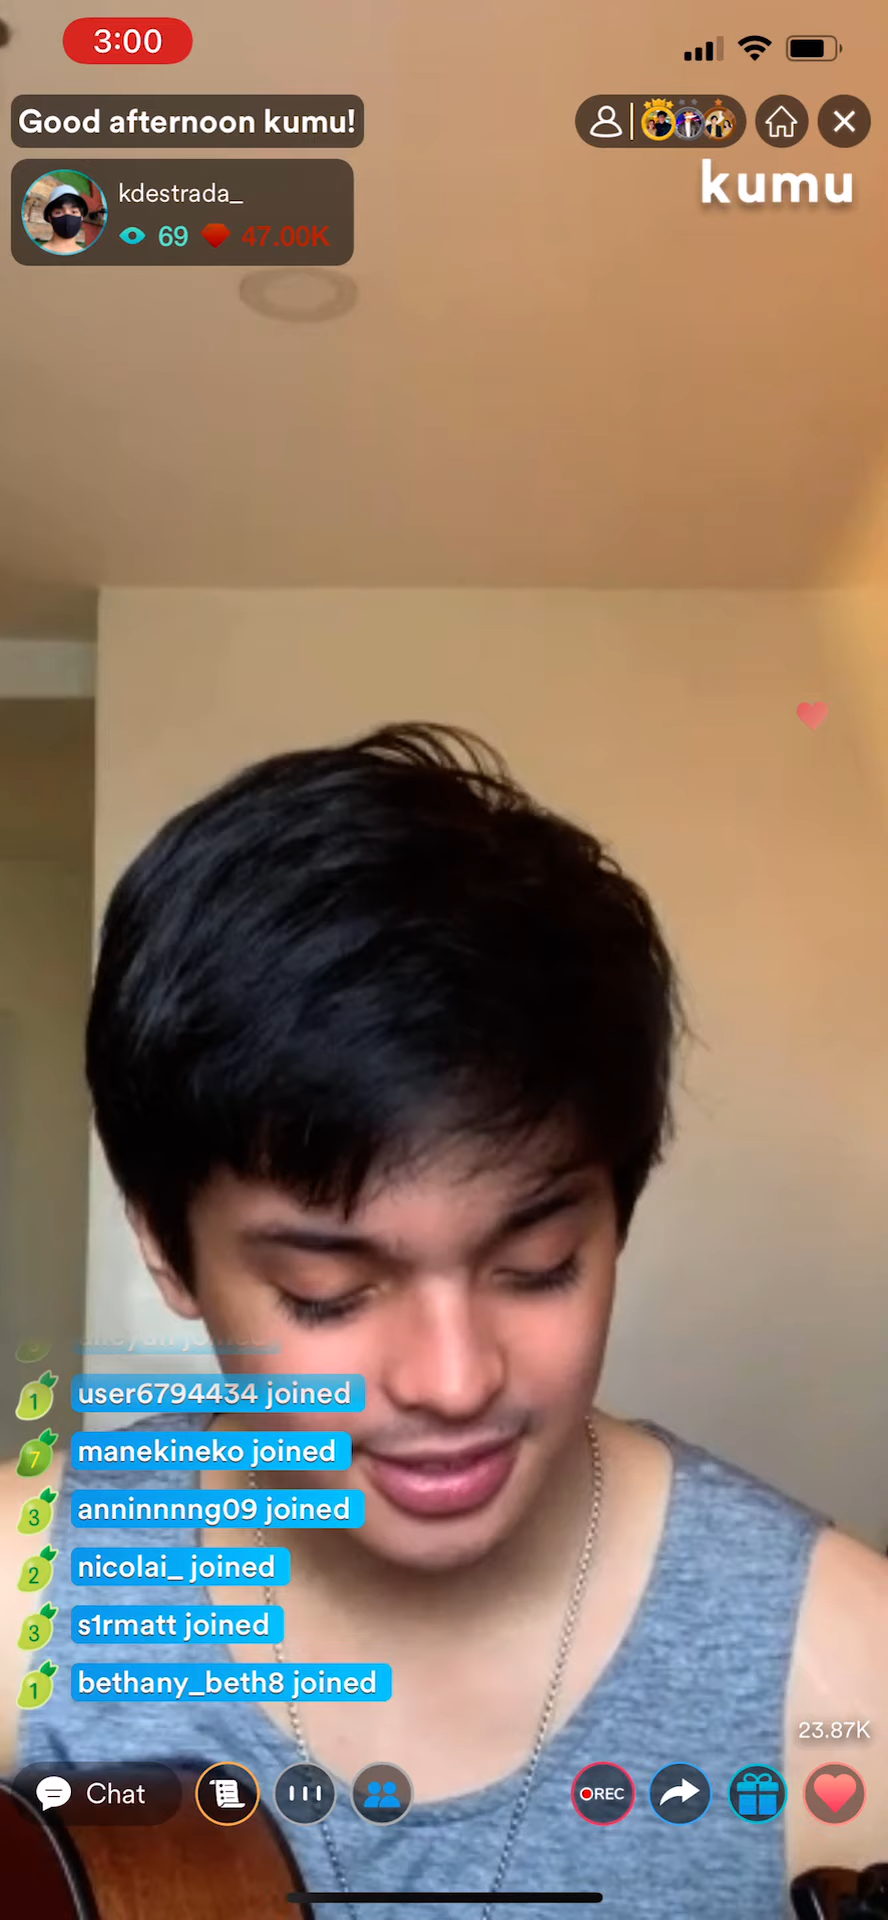 3:00
Good afternoon kumu!
kumu
kdestrada_
69 47.00K
1 user6794434 joined
7 manekineko joined
3 anninnnng09 joined
2 nicolai_ joined
3 s1rmatt joined
1 bethany_beth8 joined
23.87K
Chat
REC